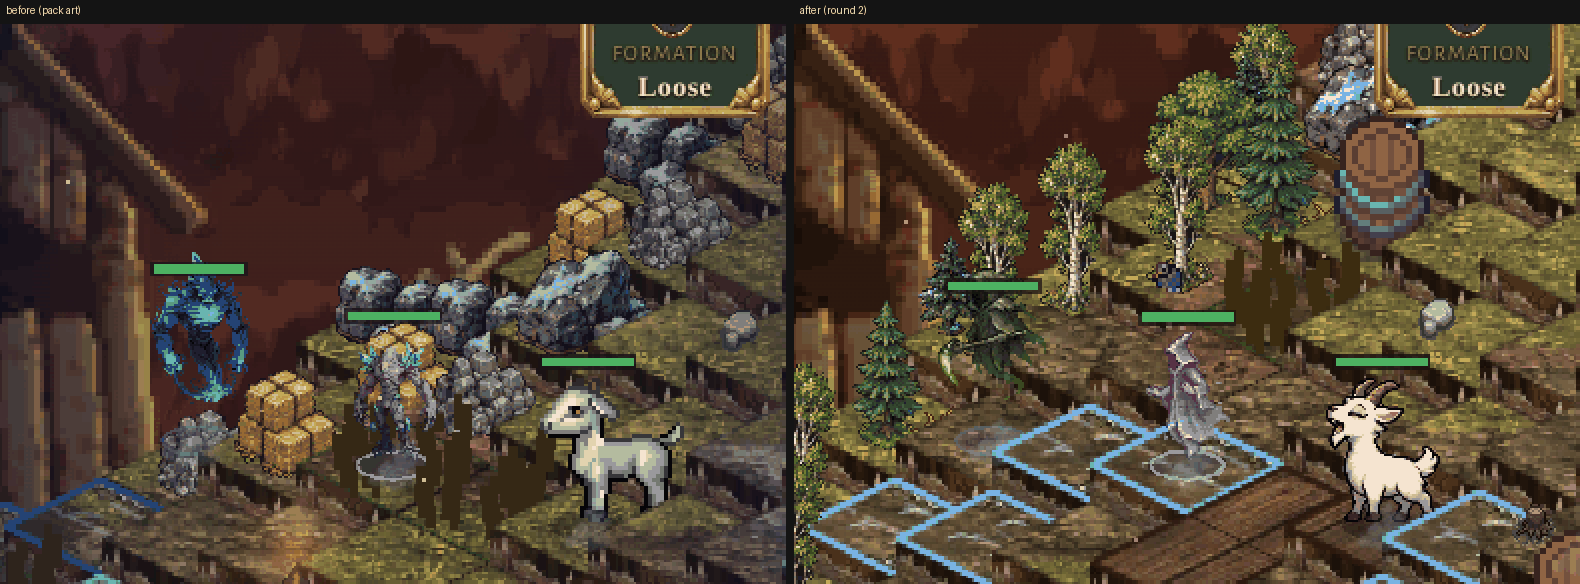 before (pack art)
after (round 2)
FORMATION
Loose
FORMATION
Loose